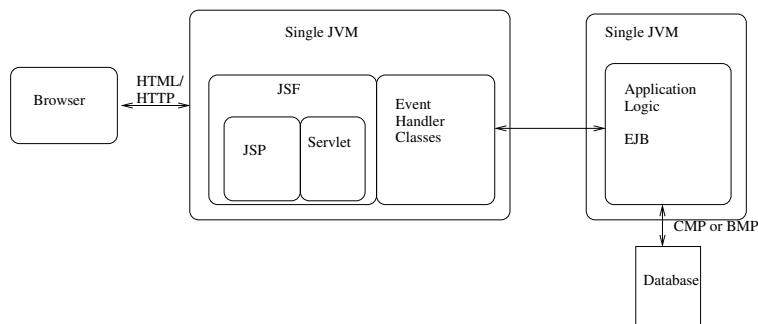 Single JVM
Single JVM
HTML/
HTTP
Browser
JSF
JSP
Servlet
Event
Handler
Classes
Application
Logic
EJB
CMP or BMP
Database